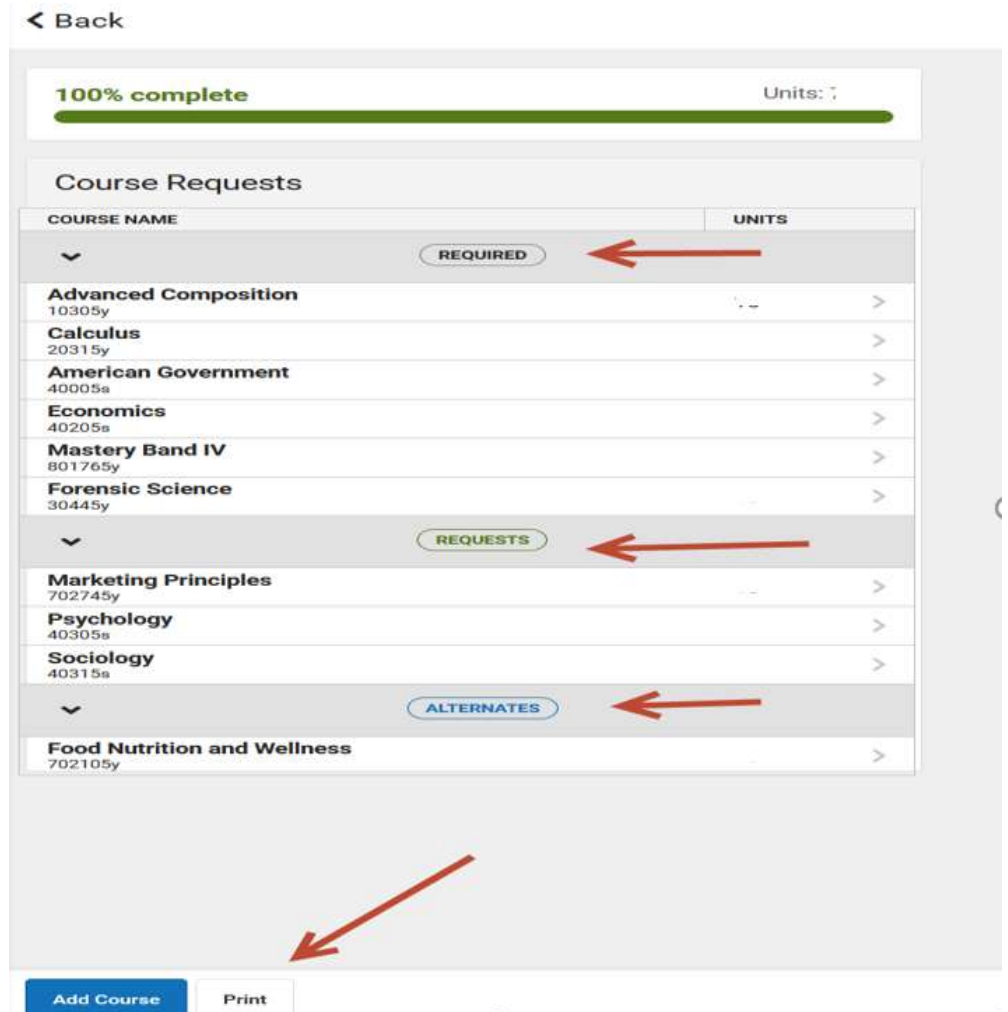 Back
100% complete
Units:
Course Requests
COURSE NAME UNITS
REQUIRED
Advanced Composition
10305y
Calculus
20315y
American Government
40005s
Economics
40205s
Mastery Band IV
801765y
Forensic Science
30445y
REQUESTS
Marketing Principles
702745y
Psychology
40305s
Sociology
40315s
ALTERNATES
Food Nutrition and Wellness
702105y
Add Course Print